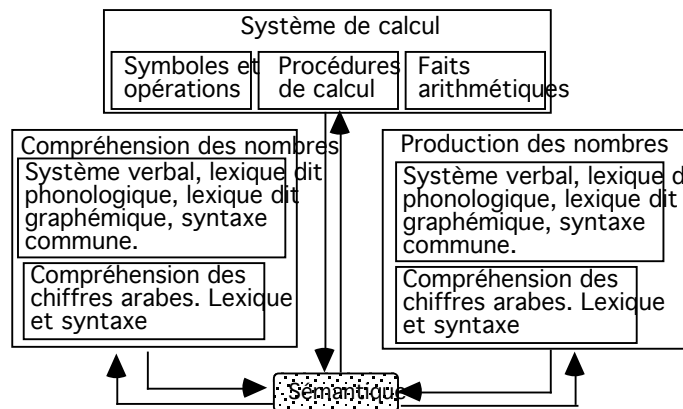 Système de calcul
Symboles et
opérations
Procédures
de calcul
Faits
arithmétiques
Compréhension des nombres
Système verbal, lexique dit
phonologique, lexique dit
graphémique, syntaxe
commune.
Compréhension des
chiffres arabes. Lexique
et syntaxe
Production des nombres
Système verbal, lexique d
phonologique, lexique dit
graphémique, syntaxe
commune.
Compréhension des
chiffres arabes. Lexique
et syntaxe
Sémantique